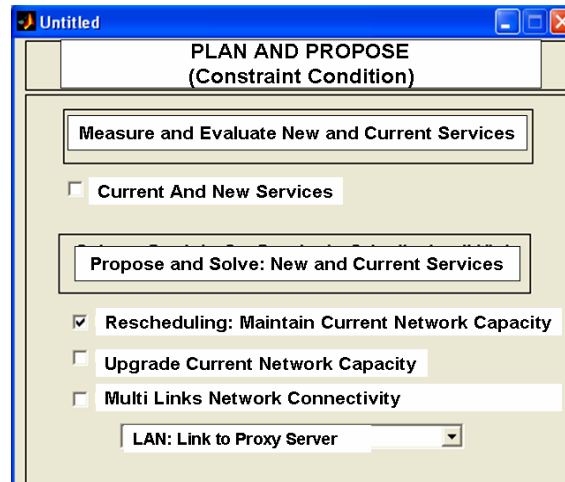 Untitled
PLAN AND PROPOSE
(Constraint Condition)
Measure and Evaluate New and Current Services
Current And New Services
Propose and Solve: New and Current Services
Rescheduling: Maintain Current Network Capacity
Upgrade Current Network Capacity
Multi Links Network Connectivity
LAN: Link to Proxy Server